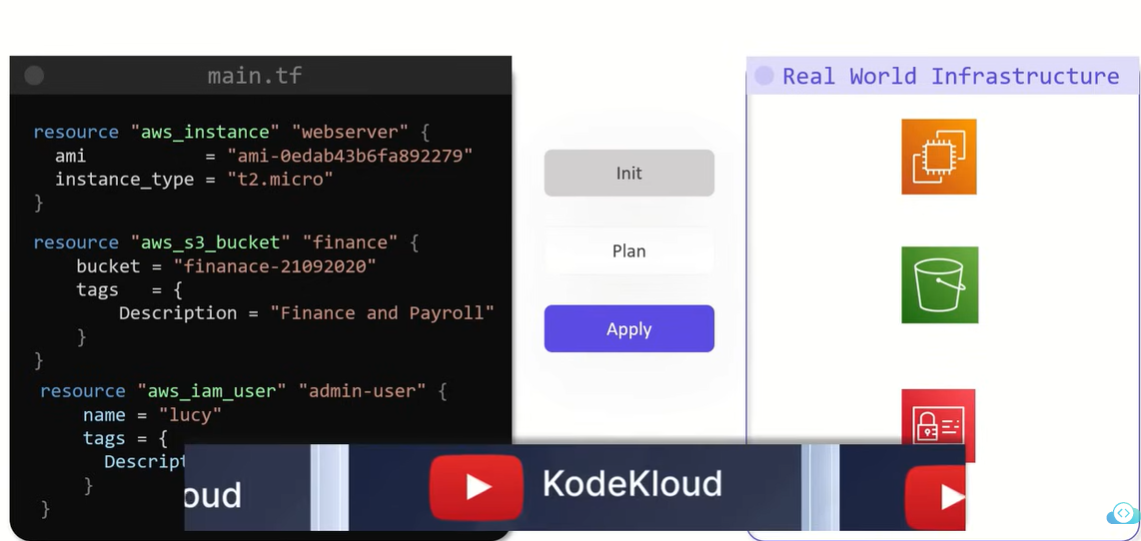 main.tf
resource "aws_instance" "webserver" {
ami = "ami-0edab43b6fa892279"
instance_type = "t2.micro"
}
resource "aws_s3_bucket" "finance" {
bucket = "finanace-21092020"
tags = {
Description = "Finance and Payroll"
}
}
resource "aws_iam_user" "admin-user" {
name = "lucy"
tags = {
Descript
}
}
Init
Plan
Apply
Real World Infrastructure
oud
KodeKloud